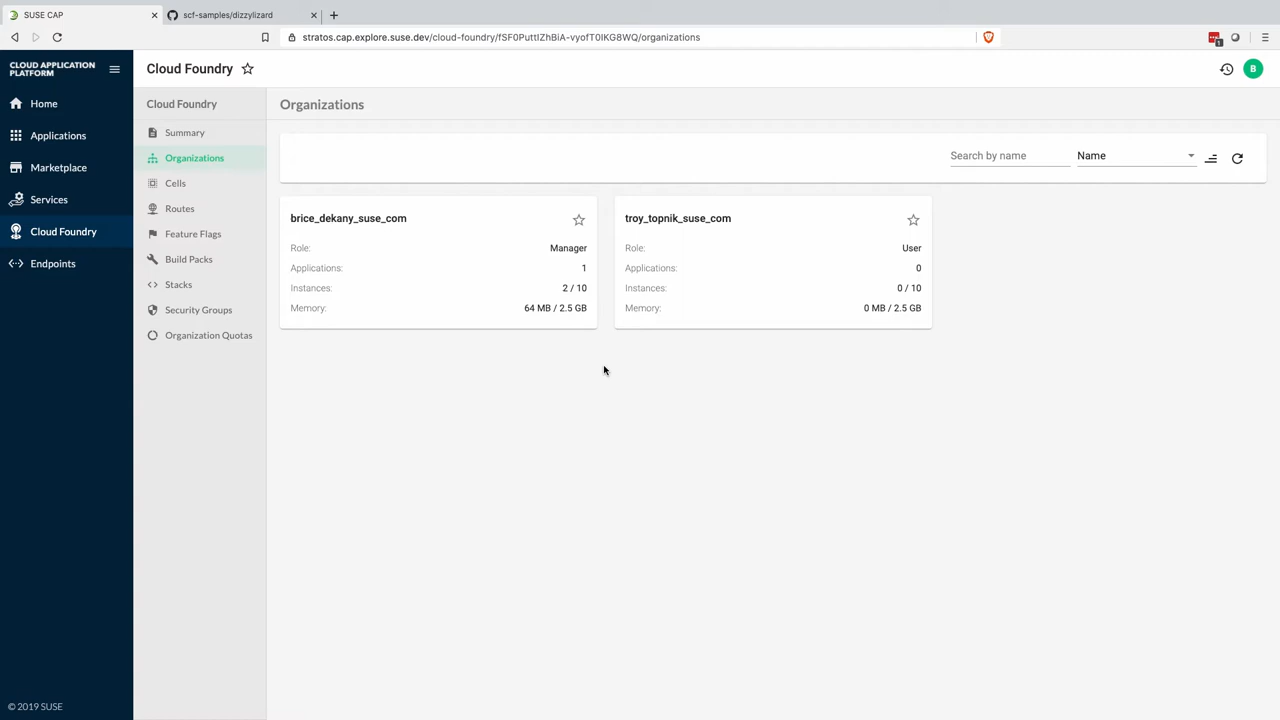 SUSE CAP
scf-samples/dizzylizard
stratos.cap.explore.suse.dev/cloud-foundry/fSF0PuttIZhBiA-vyofT0IKG8WQ/organizations
1
CLOUD APPLICATION
PLATFORM
Cloud Foundry
B
Home
Applications
Marketplace
Services
Cloud Foundry
Endpoints
© 2019 SUSE
Cloud Foundry
Summary
Organizations
Cells
Routes
Feature Flags
Build Packs
Stacks
Security Groups
Organization Quotas
Organizations
Search by name
Name
brice_dekany_suse_com
Role: Manager
Applications: 1
Instances: 2 / 10
Memory: 64 MB / 2.5 GB
troy_topnik_suse_com
Role: User
Applications: 0
Instances: 0 / 10
Memory: 0 MB / 2.5 GB